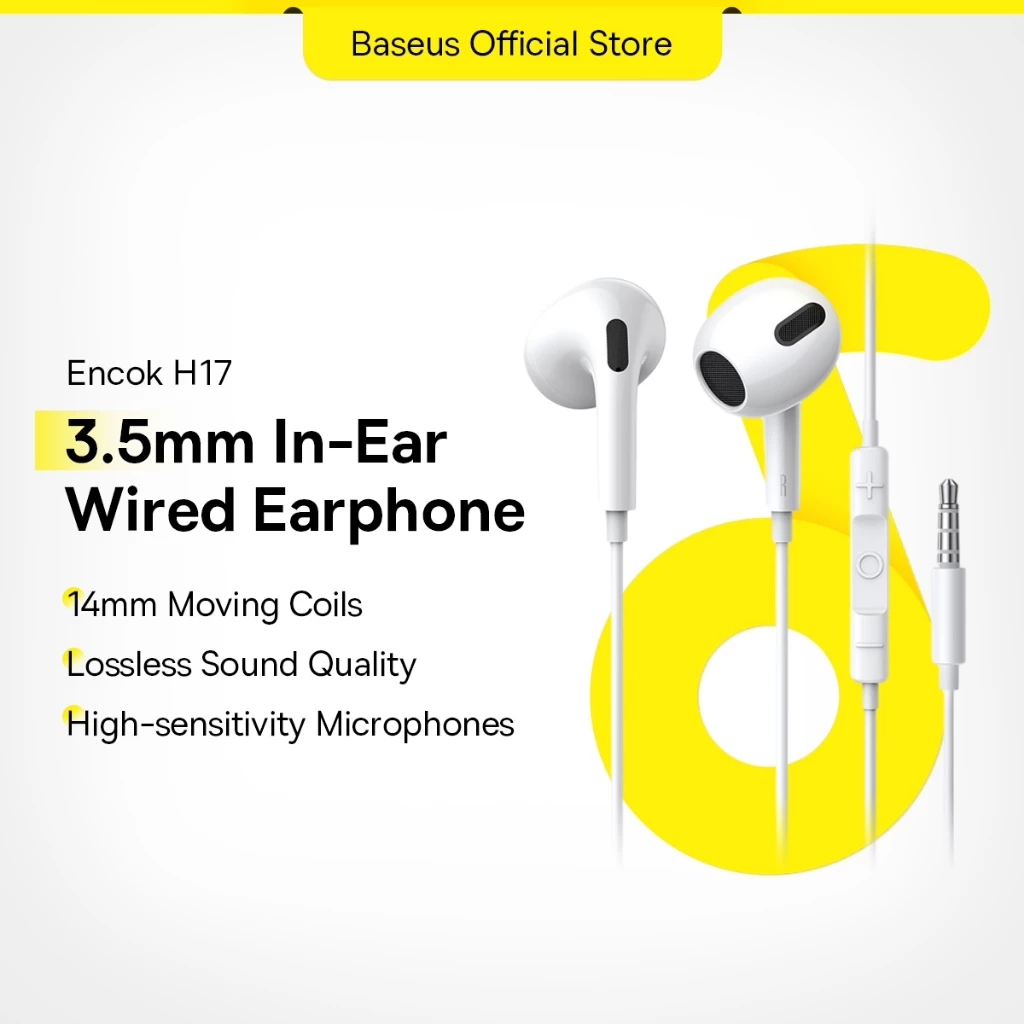 Baseus Official Store
Encok H17
3.5mm In-Ear
Wired Earphone
14mm Moving Coils
Lossless Sound Quality
High-sensitivity Microphones
R